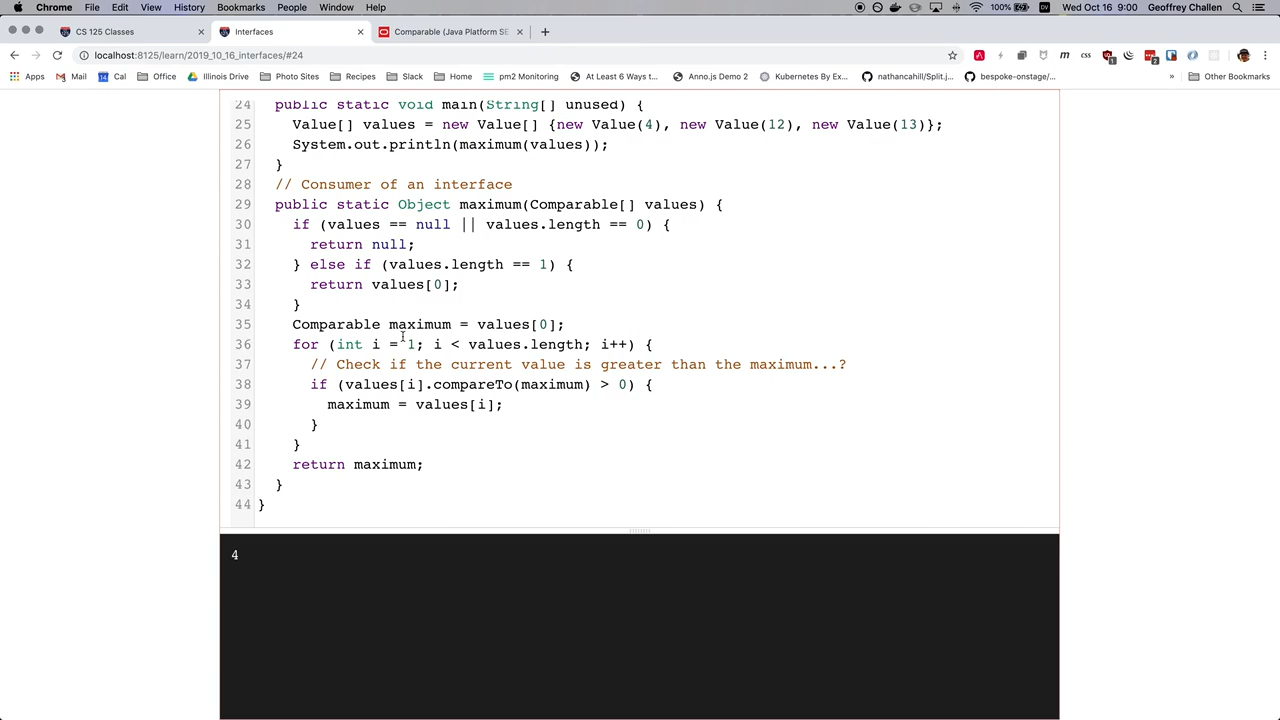 Chrome File Edit View History Bookmarks People Window Help 100% Wed Oct 16 9:00 Geoffrey Challen
CS 125 Classes Interfaces Comparable (Java Platform SE
localhost:8125/learn/2019_10_16_interfaces/#24
Apps Mail Cal Office Illinois Drive Photo Sites Recipes Slack Home pm2 Monitoring At Least 6 Ways t... Anno.js Demo 2 Kubernetes By Ex... nathancahill/Split.j... bespoke-onstage/... » Other Bookmarks
24 public static void main(String[] unused) {
25 Value[] values = new Value[] {new Value(4), new Value(12), new Value(13)};
26 System.out.println(maximum(values));
27 }
28 // Consumer of an interface
29 public static Object maximum(Comparable[] values) {
30 if (values == null || values.length == 0) {
31 return null;
32 } else if (values.length == 1) {
33 return values[0];
34 }
35 Comparable maximum = values[0];
36 for (int i = 1; i < values.length; i++) {
37 // Check if the current value is greater than the maximum...?
38 if (values[i].compareTo(maximum) > 0) {
39 maximum = values[i];
40 }
41 }
42 return maximum;
43 }
44 }
4